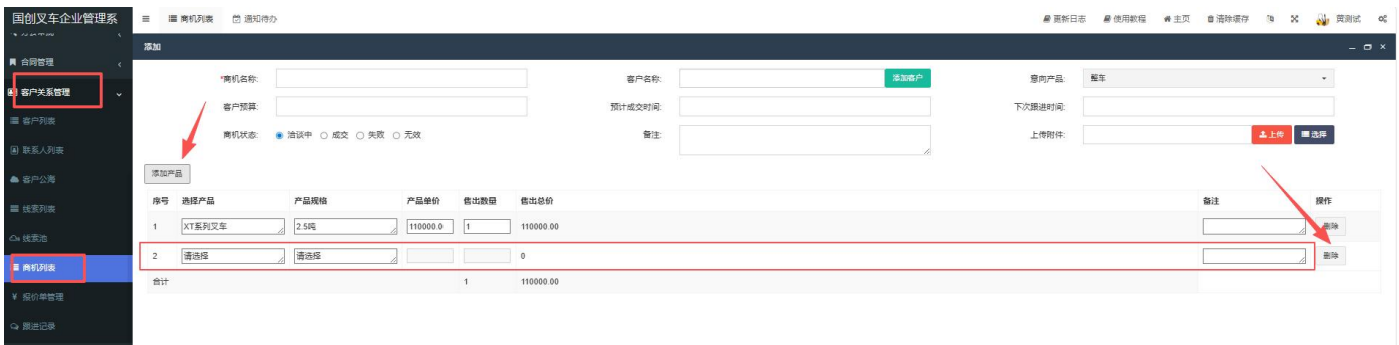 国创叉车企业管理系
商机列表
通知待办
更新日志
使用教程
主页
清除缓存
黄测试
添加
合同管理
客户关系管理
客户列表
联系人列表
客户公海
线索列表
线索池
商机列表
报价单管理
跟进记录
*商机名称:
客户名称:
添加客户
意向产品:
整车
客户预算:
预计成交时间:
下次跟进时间:
商机状态:
洽谈中 成交 失败 无效
备注:
上传附件:
上传
选择
添加产品
序号 选择产品 产品规格 产品单价 售出数量 售出总价 备注 操作
1 XT系列叉车 2.5吨 110000.0 1 110000.00 删除
2 请选择 请选择 0 删除
合计 1 110000.00